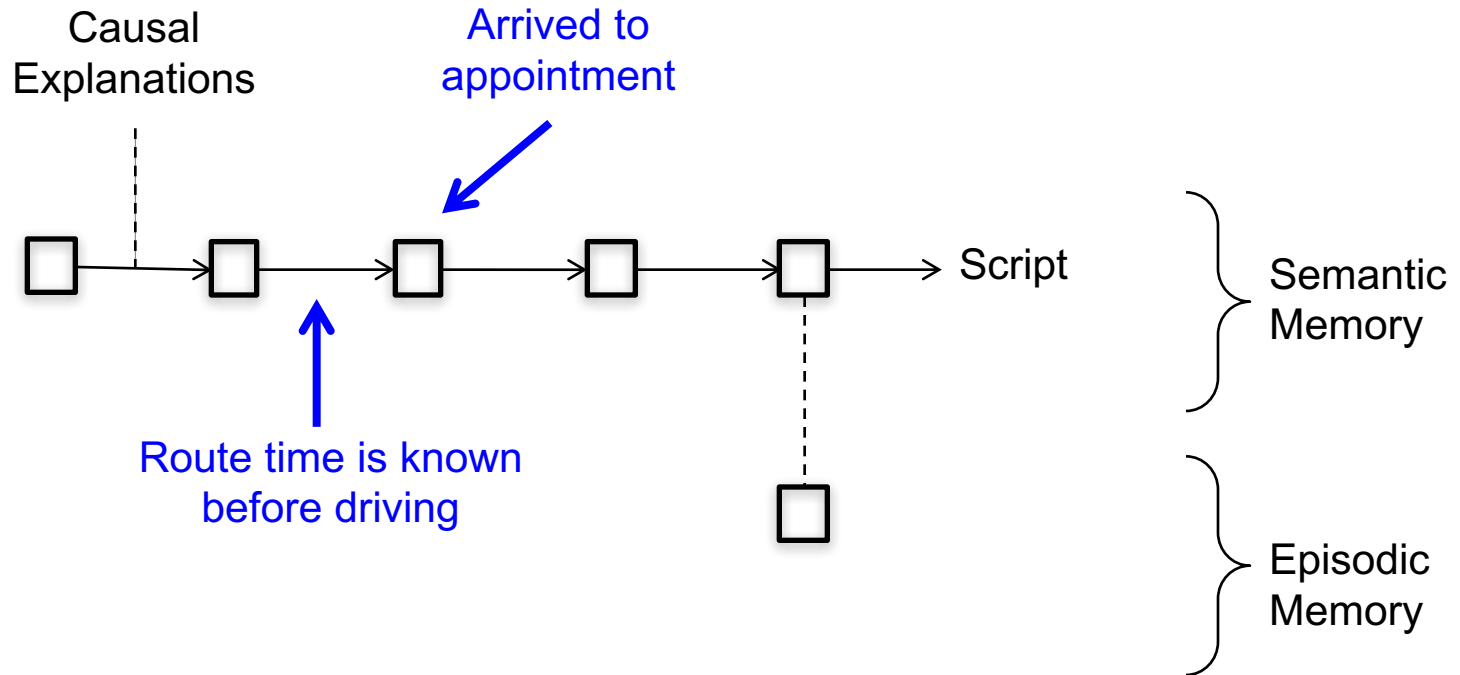 Causal
Explanations
Arrived to
appointment
Script
Semantic
Memory
Route time is known
before driving
Episodic
Memory